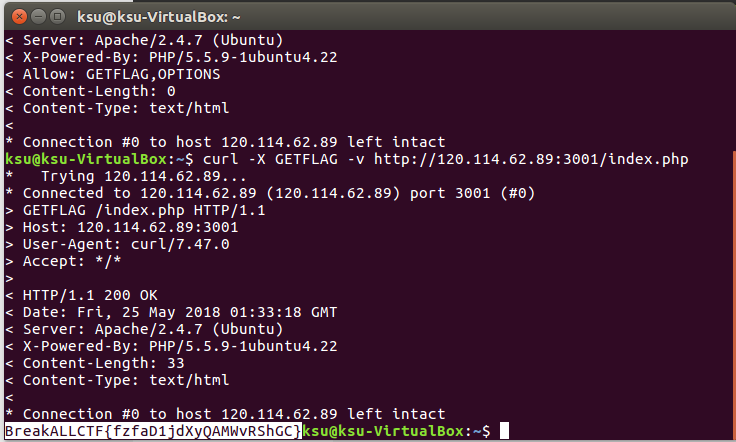 ksu@ksu-VirtualBox: ~
< Server: Apache/2.4.7 (Ubuntu)
< X-Powered-By: PHP/5.5.9-1ubuntu4.22
< Allow: GETFLAG,OPTIONS
< Content-Length: 0
< Content-Type: text/html
<
* Connection #0 to host 120.114.62.89 left intact
ksu@ksu-VirtualBox:~$ curl -X GETFLAG -v http://120.114.62.89:3001/index.php
*   Trying 120.114.62.89...
* Connected to 120.114.62.89 (120.114.62.89) port 3001 (#0)
> GETFLAG /index.php HTTP/1.1
> Host: 120.114.62.89:3001
> User-Agent: curl/7.47.0
> Accept: */*
>
< HTTP/1.1 200 OK
< Date: Fri, 25 May 2018 01:33:18 GMT
< Server: Apache/2.4.7 (Ubuntu)
< X-Powered-By: PHP/5.5.9-1ubuntu4.22
< Content-Length: 33
< Content-Type: text/html
<
* Connection #0 to host 120.114.62.89 left intact
BreakALLCTF{fzfaD1jdXyQAMWvRShGC}ksu@ksu-VirtualBox:~$